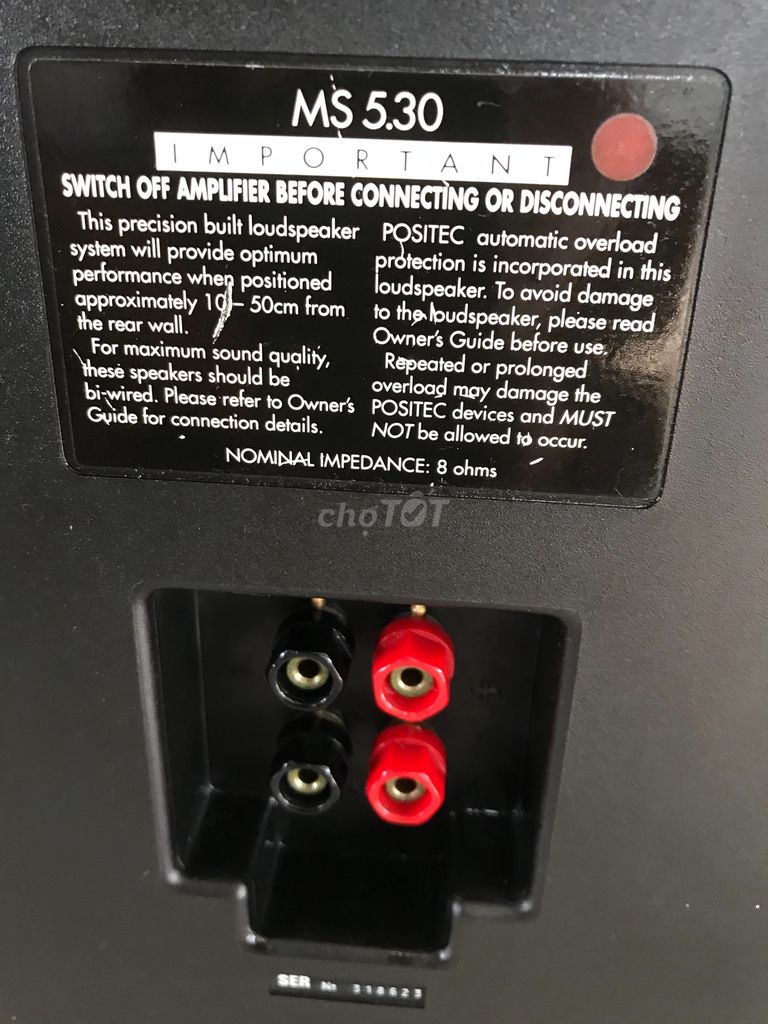 MS 5.30
IMPORTANT
SWITCH OFF AMPLIFIER BEFORE CONNECTING OR DISCONNECTING
This precision built loudspeaker
system will provide optimum
performance when positioned
approximately 10 – 50cm from
the rear wall.
For maximum sound quality,
these speakers should be
bi-wired. Please refer to Owner's
Guide for connection details.
POSITEC automatic overload
protection is incorporated in this
loudspeaker. To avoid damage
to the loudspeaker, please read
Owner's Guide before use.
Repeated or prolonged
overload may damage the
POSITEC devices and MUST
NOT be allowed to occur.
NOMINAL IMPEDANCE: 8 ohms
chợTỐT
+
SER Nº 318623